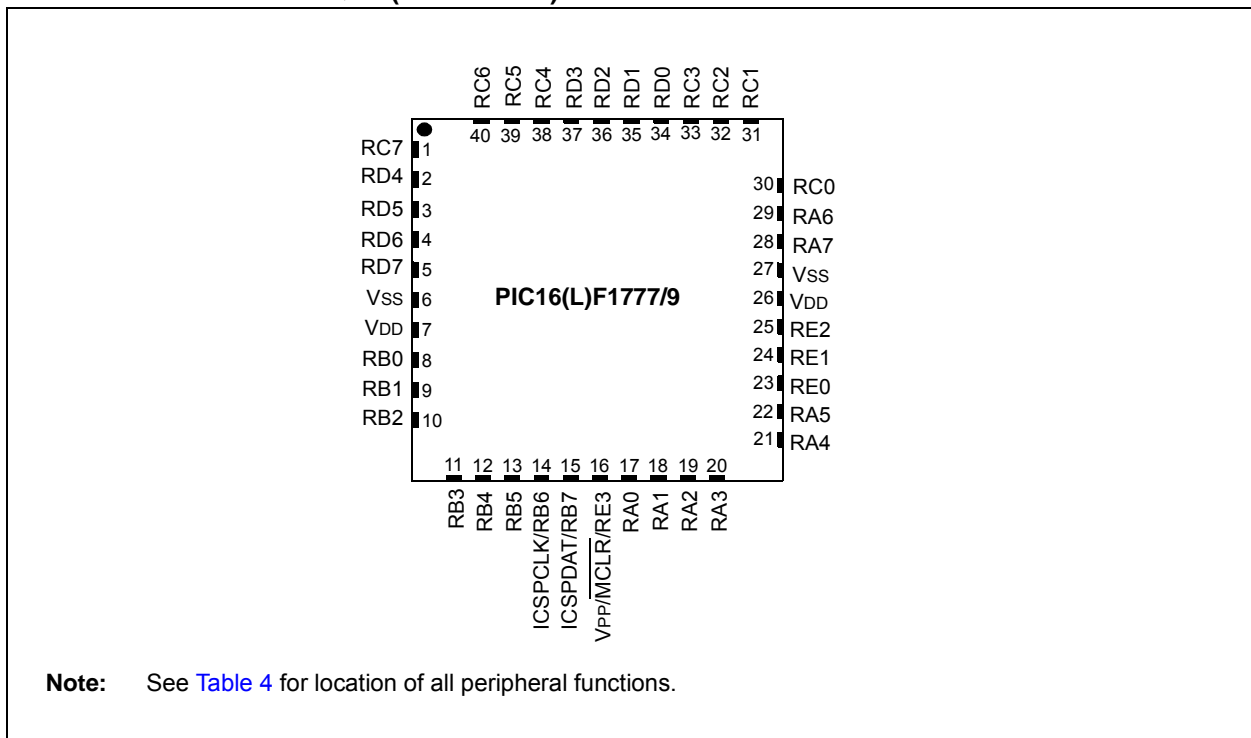 RC6
RC5
RC4
RD3
RD2
RD1
RD0
RC3
RC2
RC1
40 39 38 37 36 35 34 33 32 31
RC7 1
RD4 2
RD5 3
RD6 4
RD7 5
VSS 6
VDD 7
RB0 8
RB1 9
RB2 10
PIC16(L)F1777/9
30 RC0
29 RA6
28 RA7
27 VSS
26 VDD
25 RE2
24 RE1
23 RE0
22 RA5
21 RA4
11 12 13 14 15 16 17 18 19 20
RB3
RB4
RB5
ICSPCLK/RB6
ICSPDAT/RB7
VPP/MCLR/RE3
RA0
RA1
RA2
RA3
Note: See Table 4 for location of all peripheral functions.